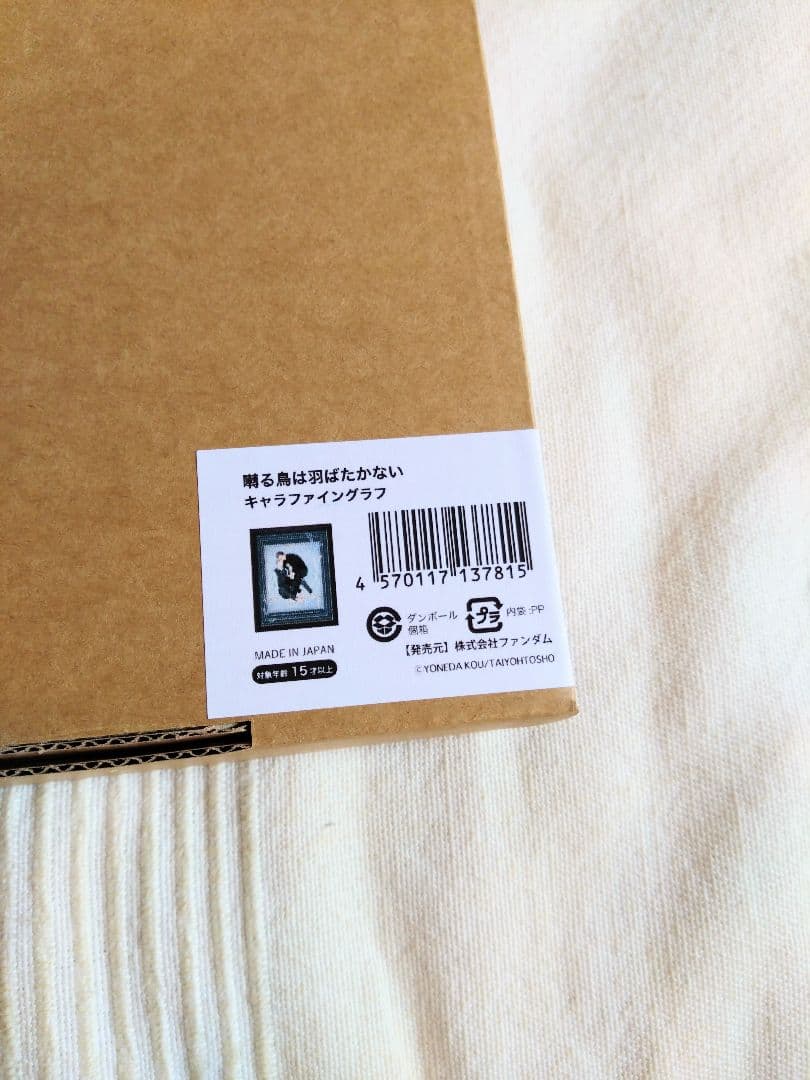 囀る鳥は羽ばたかない
キャラファイングラフ
4 570117 137815
ダンボール
個箱
プラ
内袋:PP
MADE IN JAPAN
対象年齢 15才以上
【発売元】株式会社ファンダム
©YONEDA KOU/TAIYOHTOSHO